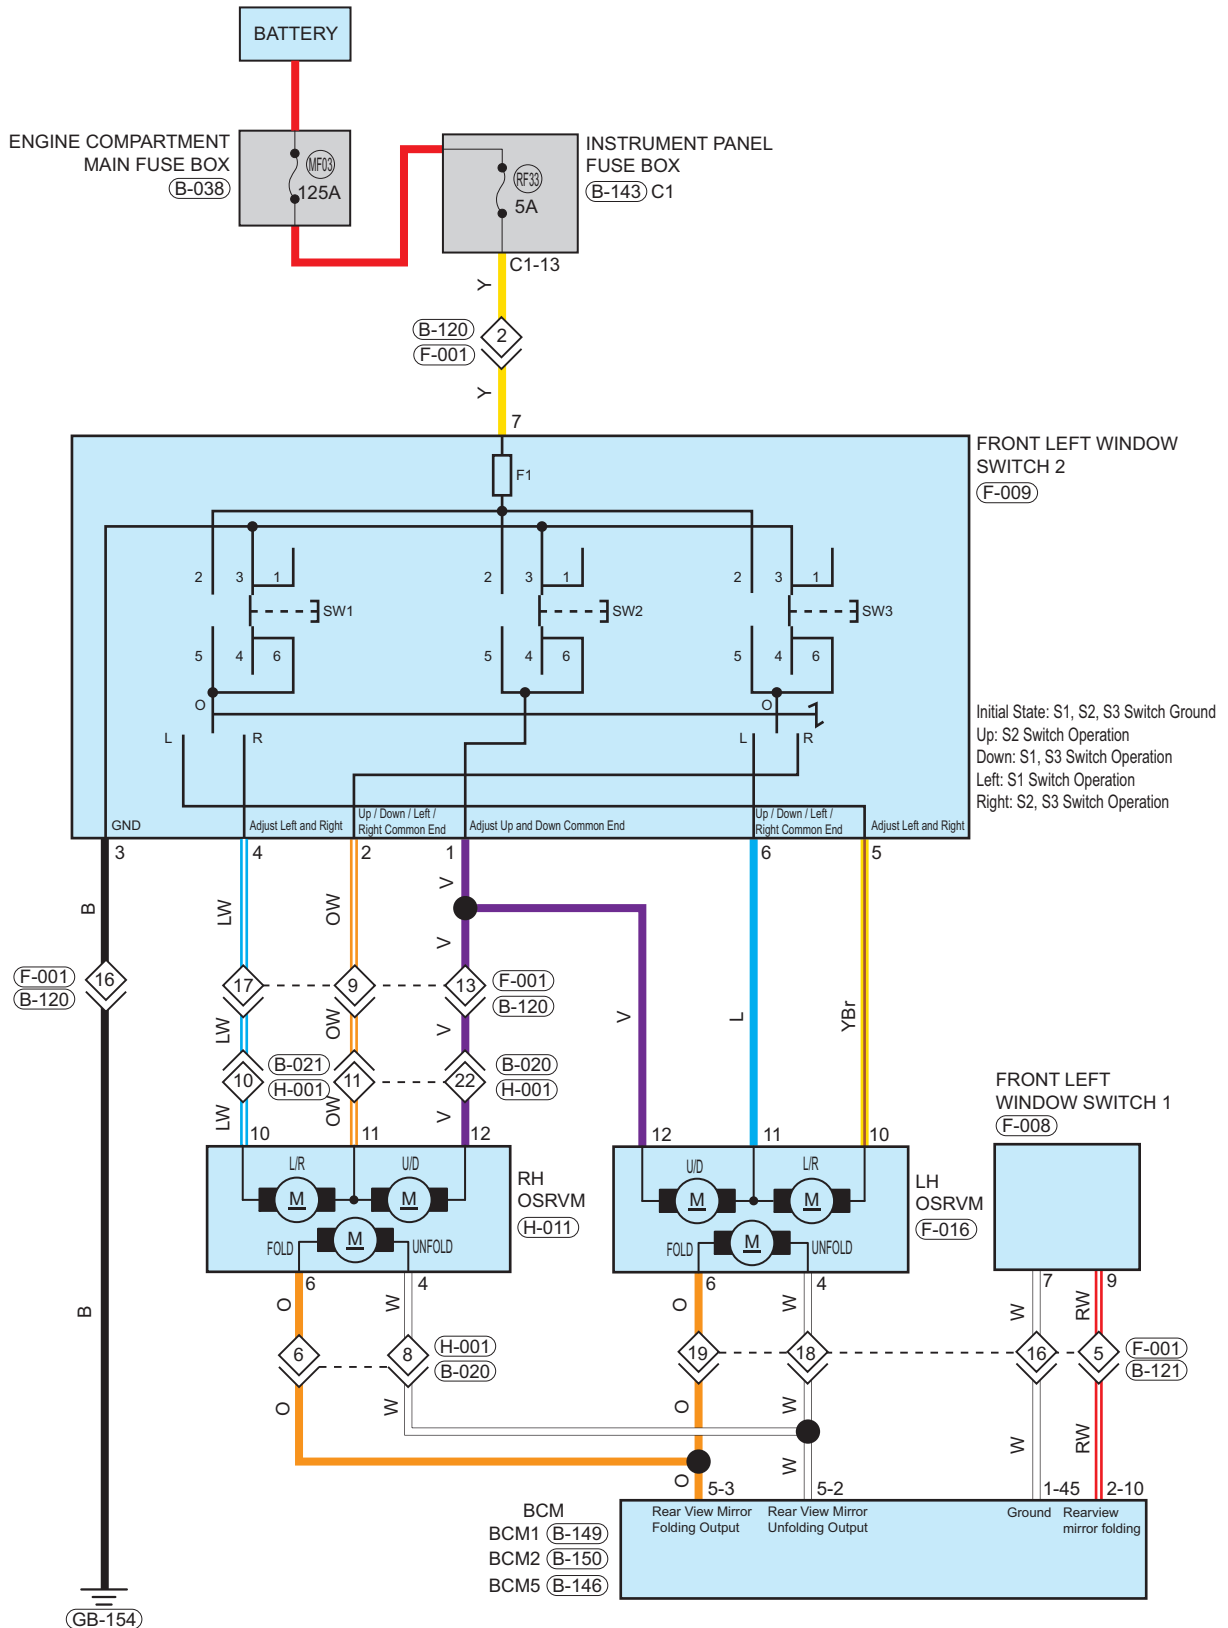 BATTERY
ENGINE COMPARTMENT
MAIN FUSE BOX
B-038
MF03
125A
INSTRUMENT PANEL
FUSE BOX
B-143 C1
RF33
5A
C1-13
Y
B-120
F-001
2
Y
7
FRONT LEFT WINDOW
SWITCH 2
F-009
F1
2 3 1
SW1
5 4 6
2 3 1
SW2
5 4 6
2 3 1
SW3
5 4 6
O
L R
O
L R
Initial State: S1, S2, S3 Switch Ground
Up: S2 Switch Operation
Down: S1, S3 Switch Operation
Left: S1 Switch Operation
Right: S2, S3 Switch Operation
GND
Adjust Left and Right
Up / Down / Left /
Right Common End
Adjust Up and Down Common End
Up / Down / Left /
Right Common End
Adjust Left and Right
3 4 2 1 6 5
B LW OW V
V
F-001
B-120
16
17 9 13
F-001
B-120
LW OW V
V L YBr
10 11 22
B-021
H-001
B-020
H-001
LW OW V
FRONT LEFT
WINDOW SWITCH 1
F-008
10 11 12
L/R U/D
M M
M
FOLD UNFOLD
RH
OSRVM
H-011
12 11 10
U/D L/R
M M
M
FOLD UNFOLD
LH
OSRVM
F-016
6 4
6 4
7 9
B
O W O W W RW
6 8
H-001
B-020
19 18 16 5
F-001
B-121
O W O W W RW
O W
5-3 5-2 1-45 2-10
BCM
BCM1 B-149
BCM2 B-150
BCM5 B-146
Rear View Mirror
Folding Output
Rear View Mirror
Unfolding Output
Ground
Rearview
mirror folding
GB-154